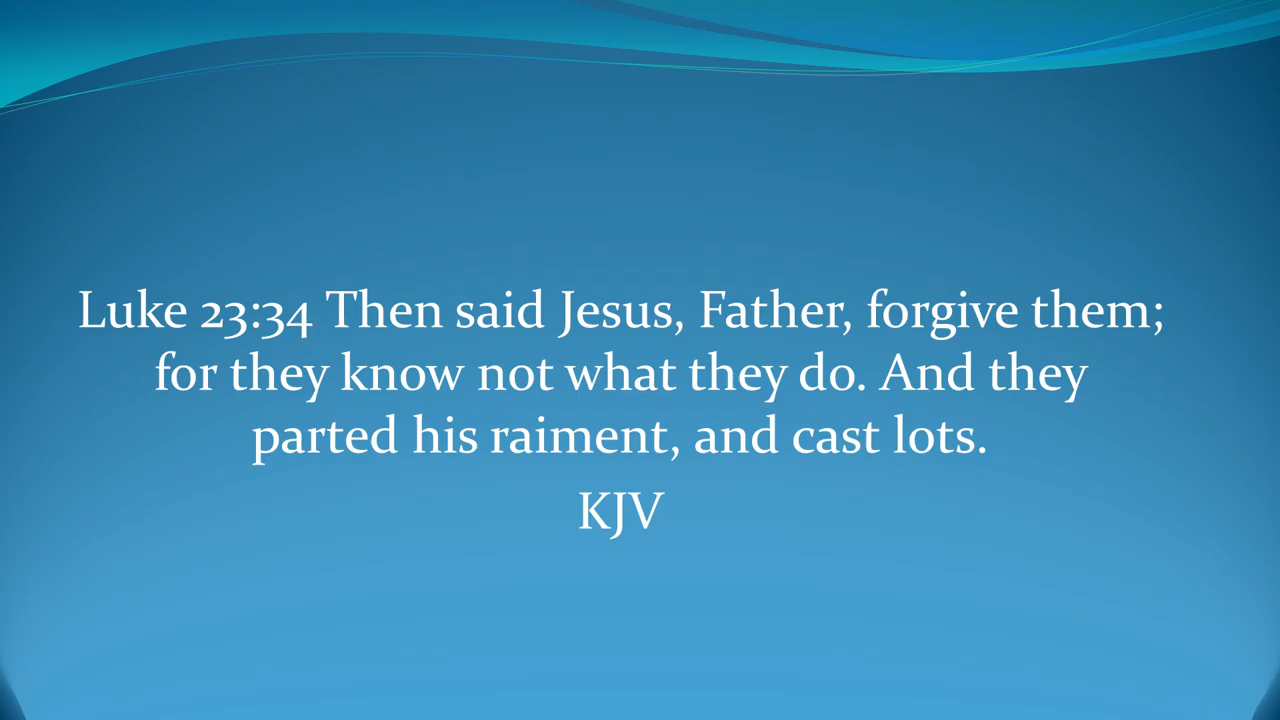 Luke 23:34 Then said Jesus, Father, forgive them;
for they know not what they do. And they
parted his raiment, and cast lots.
KJV